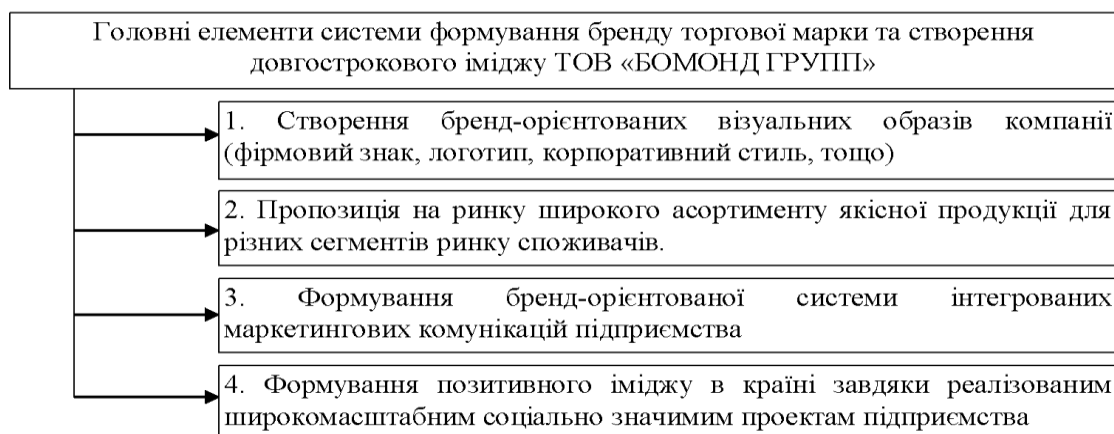 Головні елементи системи формування бренду торгової марки та створення
довгострокового іміджу ТОВ «БОМОНД ГРУПП»
1. Створення бренд-орієнтованих візуальних образів компанії
(фірмовий знак, логотип, корпоративний стиль, тощо)
2. Пропозиція на ринку широкого асортименту якісної продукції для
різних сегментів ринку споживачів.
3. Формування бренд-орієнтованої системи інтегрованих
маркетингових комунікацій підприємства
4. Формування позитивного іміджу в країні завдяки реалізованим
широкомасштабним соціально значимим проектам підприємства